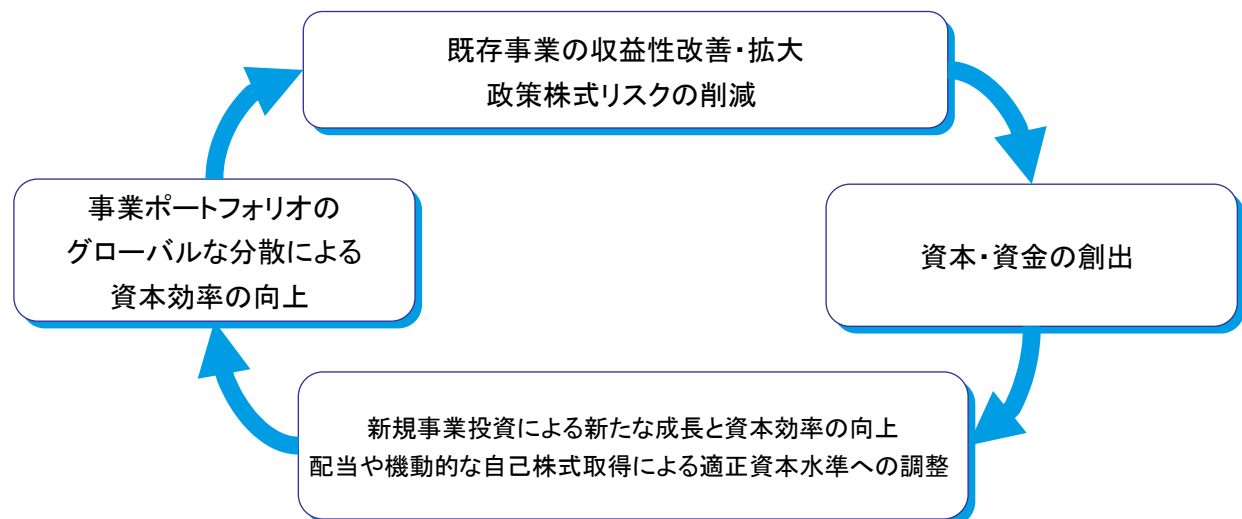 既存事業の収益性改善・拡大
政策株式リスクの削減
事業ポートフォリオの
グローバルな分散による
資本効率の向上
資本・資金の創出
新規事業投資による新たな成長と資本効率の向上
配当や機動的な自己株式取得による適正資本水準への調整